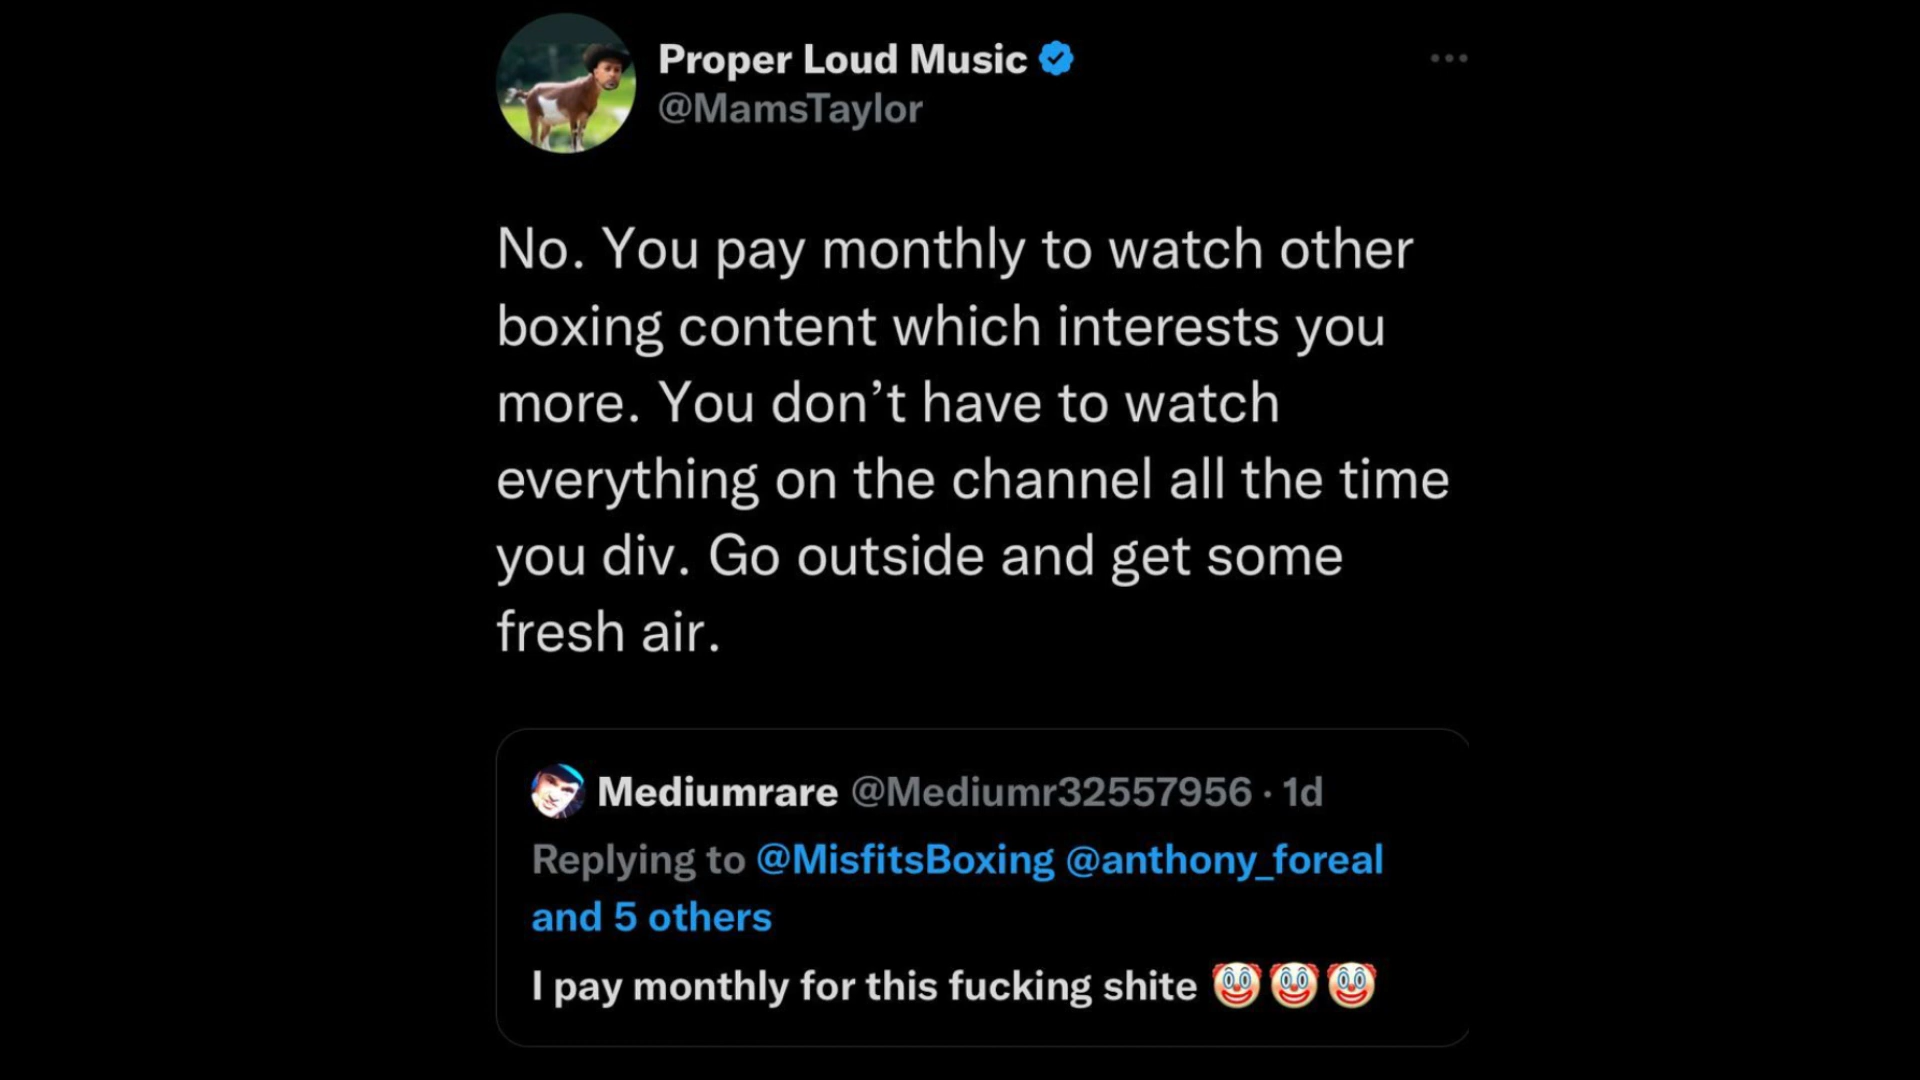 Proper Loud Music
@MamsTaylor
No. You pay monthly to watch other
boxing content which interests you
more. You don’t have to watch
everything on the channel all the time
you div. Go outside and get some
fresh air.
Mediumrare @Mediumr32557956 · 1d
Replying to @MisfitsBoxing @anthony_foreal
and 5 others
I pay monthly for this fucking shite 🤡🤡🤡